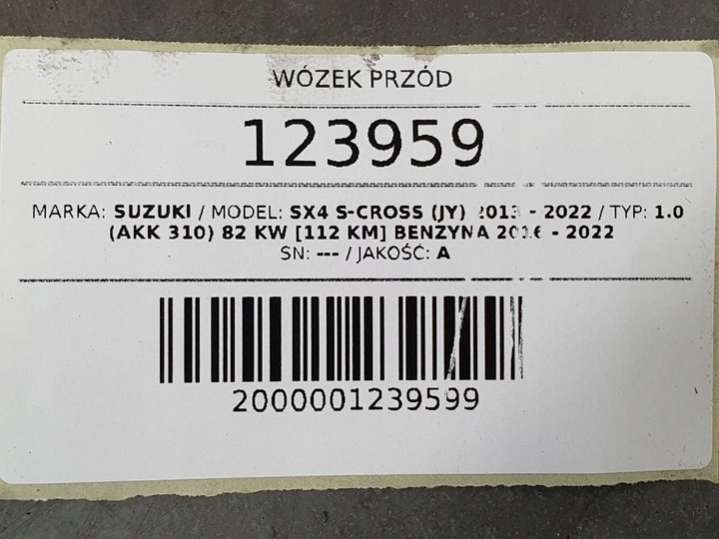 WÓZEK PRZÓD
123959
MARKA: SUZUKI / MODEL: SX4 S-CROSS (JY) 2013 - 2022 / TYP: 1.0
(AKK 310) 82 KW [112 KM] BENZYNA 2016 - 2022
SN: --- / JAKOŚĆ: A
2000001239599